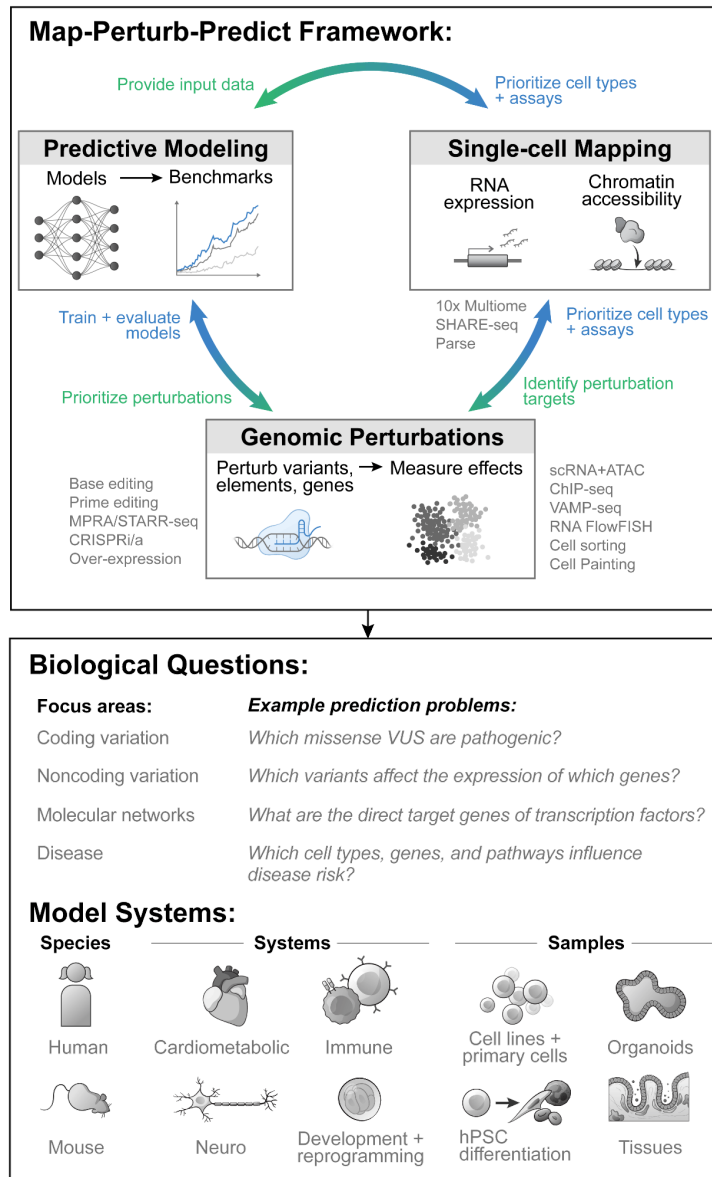 Map-Perturb-Predict Framework:
Provide input data
Prioritize cell types
+ assays
Predictive Modeling
Models
Benchmarks
Single-cell Mapping
RNA
expression
Chromatin
accessibility
10x Multiome
SHARE-seq
Parse
Train + evaluate
models
Prioritize cell types
+ assays
Prioritize perturbations
Identify perturbation
targets
Genomic Perturbations
Perturb variants,
elements, genes
Measure effects
Base editing
Prime editing
MPRA/STARR-seq
CRISPRi/a
Over-expression
scRNA+ATAC
ChIP-seq
VAMP-seq
RNA FlowFISH
Cell sorting
Cell Painting
Biological Questions:
Focus areas: Example prediction problems:
Coding variation Which missense VUS are pathogenic?
Noncoding variation Which variants affect the expression of which genes?
Molecular networks What are the direct target genes of transcription factors?
Disease Which cell types, genes, and pathways influence
disease risk?
Model Systems:
Species Systems Samples
Human
Cardiometabolic
Immune
Cell lines +
primary cells
Organoids
Mouse
Neuro
Development +
reprogramming
hPSC
differentiation
Tissues